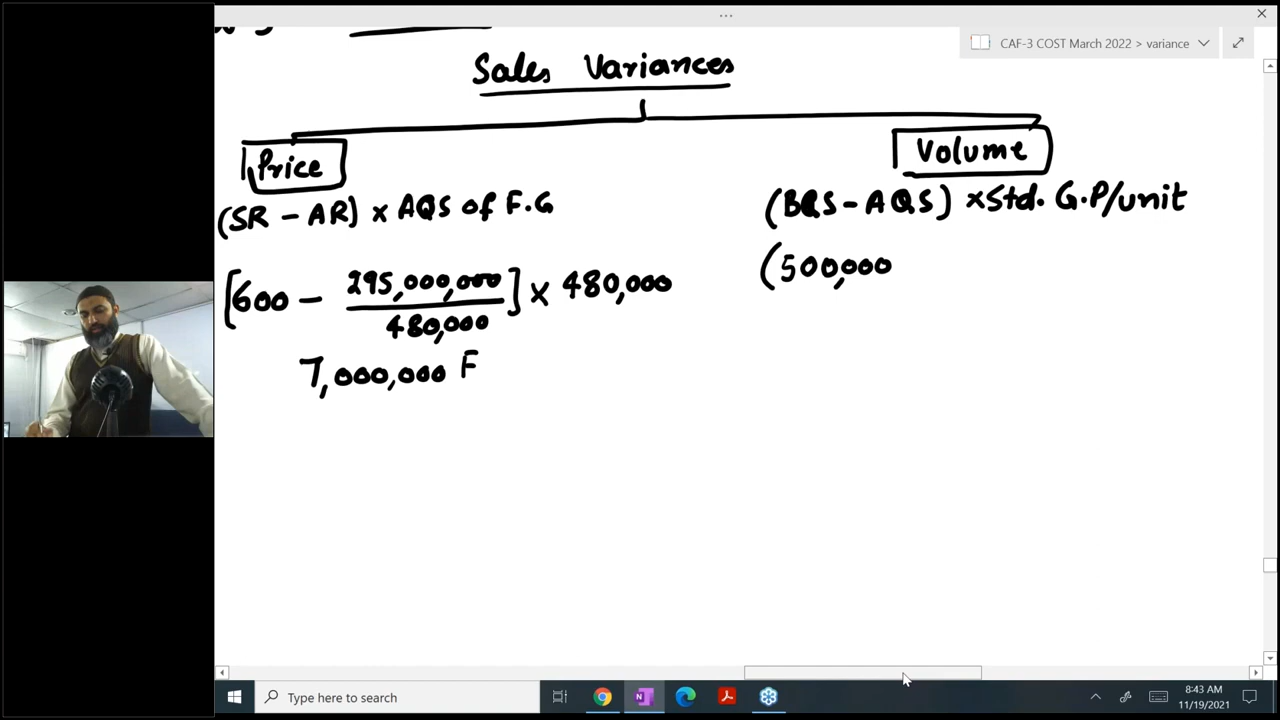 CAF-3 COST March 2022 > variance
Sales Variances
Price
Volume
(SR - AR) × AQS of F.G
(BQS - AQS) × Std. G.P/unit
[600 - 295,000,000 / 480,000] × 480,000
(500,000
7,000,000 F
Type here to search
8:43 AM
11/19/2021